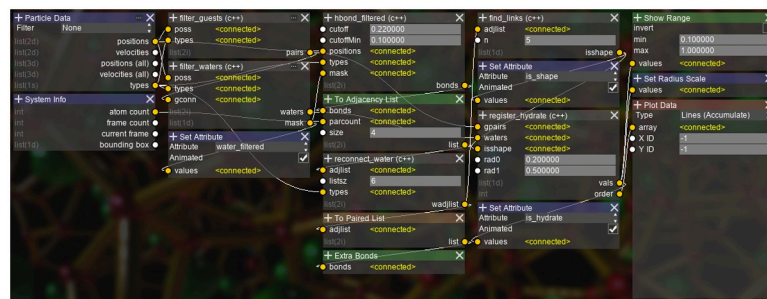 Particle Data
Filter None
list(2d) positions
list(2d) velocities
list(3d) positions (all)
list(3d) velocities (all)
list(1s) types
System Info
int atom count
int frame count
int current frame
list(1d) bounding box
filter_guests (c++)
poss <connected>
types <connected>
list(2i) pairs
filter_waters (c++)
poss <connected>
types <connected>
gconn <connected>
list(2i) waters
list(1d) mask
Set Attribute
Attribute water_filtered
Animated
values <connected>
hbond_filtered (c++)
cutoff 0.220000
cutoffMin 0.100000
positions <connected>
types <connected>
mask <connected>
list(2i) bonds
To Adjacency List
bonds <connected>
parcount <connected>
size 4
list(2i) list
reconnect_water (c++)
adjlist <connected>
listsz 6
types <connected>
list(2i) wadjlist
To Paired List
adjlist <connected>
list(2i) list
Extra Bonds
bonds <connected>
find_links (c++)
adjlist <connected>
n 5
list(1d) isshape
Set Attribute
Attribute is_shape
Animated
values <connected>
register_hydrate (c++)
gpairs <connected>
waters <connected>
isshape <connected>
rad0 0.200000
rad1 0.500000
list(1d) vals
int order
Set Attribute
Attribute is_hydrate
Animated
values <connected>
Show Range
invert
min 0.100000
max 1.000000
values <connected>
Set Radius Scale
values <connected>
Plot Data
Type Lines (Accumulate)
array <connected>
X ID -1
Y ID -1